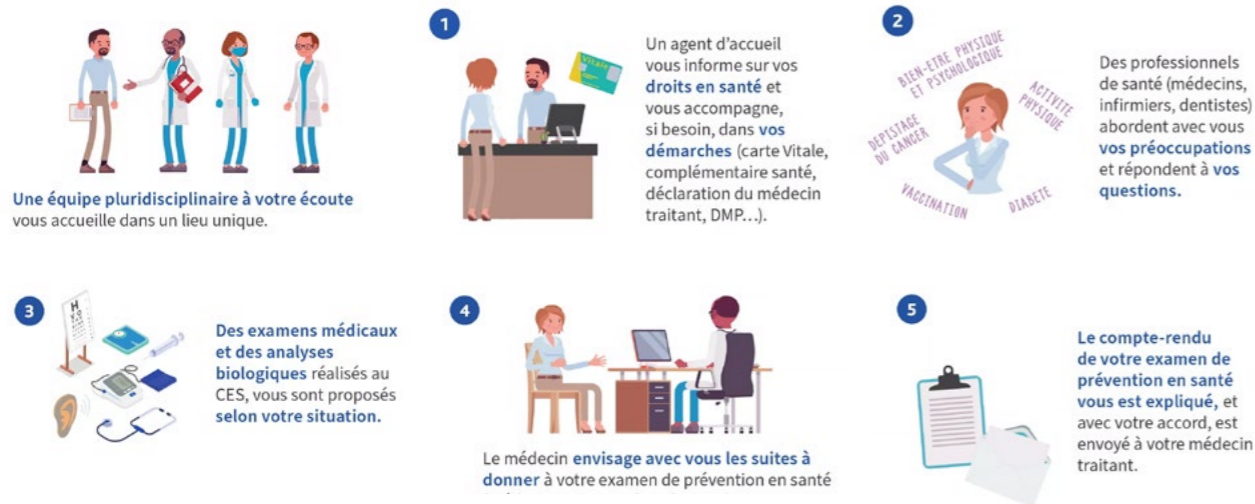 Une équipe pluridisciplinaire à votre écoute
vous accueille dans un lieu unique.
1
Vitale
Un agent d'accueil
vous informe sur vos
droits en santé et
vous accompagne,
si besoin, dans vos
démarches (carte Vitale,
complémentaire santé,
déclaration du médecin
traitant, DMP…).
2
BIEN-ETRE PHYSIQUE
ET PSYCHOLOGIQUE
ACTIVITE
PHYSIQUE
DEPISTAGE
DU CANCER
VACCINATION
DIABETE
Des professionnels
de santé (médecins,
infirmiers, dentistes)
abordent avec vous
vos préoccupations
et répondent à vos
questions.
3
Des examens médicaux
et des analyses
biologiques réalisés au
CES, vous sont proposés
selon votre situation.
4
Le médecin envisage avec vous les suites à
donner à votre examen de prévention en santé
5
Le compte-rendu
de votre examen de
prévention en santé
vous est expliqué, et
avec votre accord, est
envoyé à votre médecin
traitant.